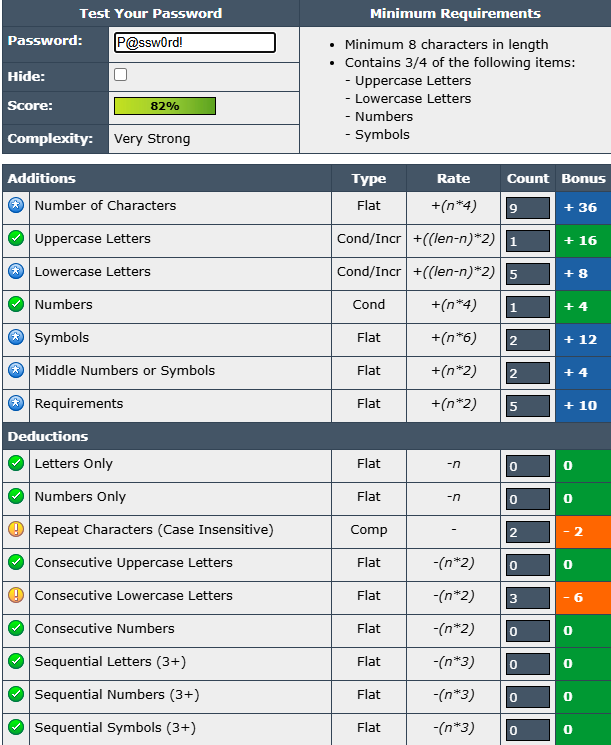 Test Your Password
Minimum Requirements
Password: P@ssw0rd!
Hide:
Score: 82%
Complexity: Very Strong
• Minimum 8 characters in length
• Contains 3/4 of the following items:
- Uppercase Letters
- Lowercase Letters
- Numbers
- Symbols
Additions Type Rate Count Bonus
Number of Characters Flat +(n*4) 9 + 36
Uppercase Letters Cond/Incr +((len-n)*2) 1 + 16
Lowercase Letters Cond/Incr +((len-n)*2) 5 + 8
Numbers Cond +(n*4) 1 + 4
Symbols Flat +(n*6) 2 + 12
Middle Numbers or Symbols Flat +(n*2) 2 + 4
Requirements Flat +(n*2) 5 + 10
Deductions
Letters Only Flat -n 0 0
Numbers Only Flat -n 0 0
Repeat Characters (Case Insensitive) Comp - 2 - 2
Consecutive Uppercase Letters Flat -(n*2) 0 0
Consecutive Lowercase Letters Flat -(n*2) 3 - 6
Consecutive Numbers Flat -(n*2) 0 0
Sequential Letters (3+) Flat -(n*3) 0 0
Sequential Numbers (3+) Flat -(n*3) 0 0
Sequential Symbols (3+) Flat -(n*3) 0 0